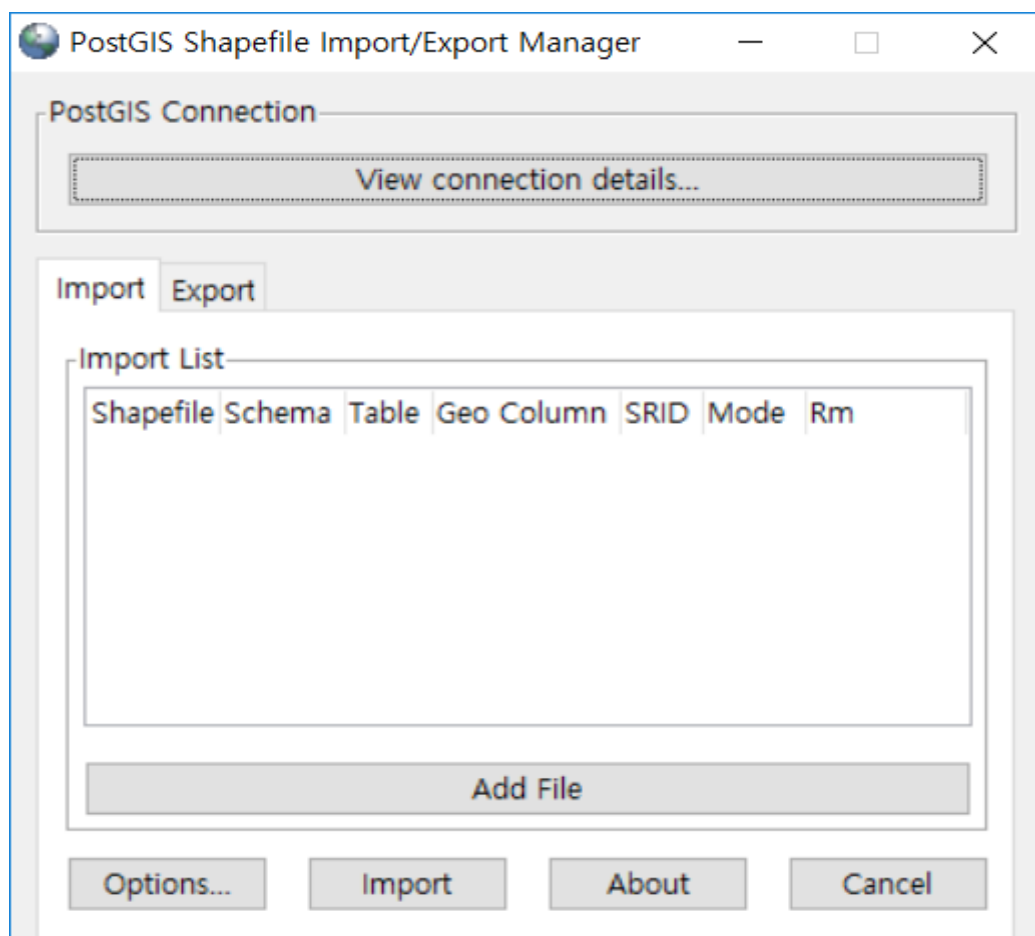 PostGIS Shapefile Import/Export Manager
PostGIS Connection
View connection details...
Import Export
Import List
Shapefile Schema Table Geo Column SRID Mode Rm
Add File
Options... Import About Cancel